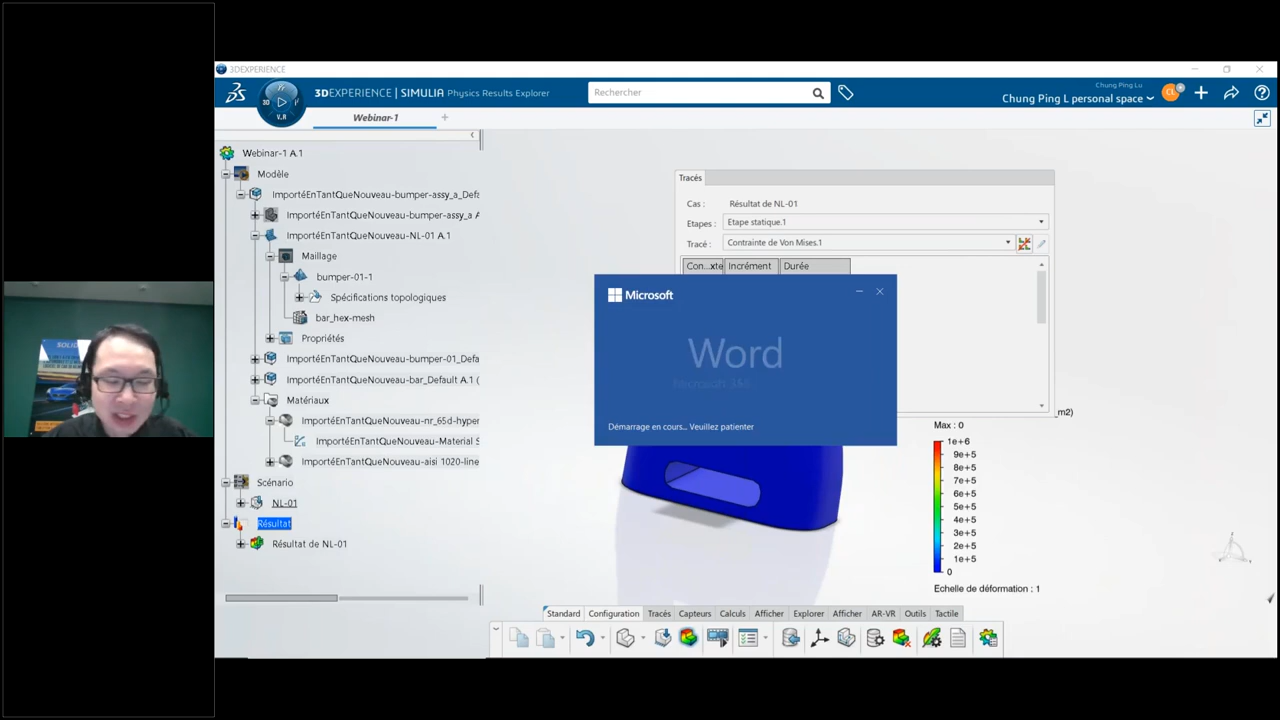 3DEXPERIENCE
3DEXPERIENCE | SIMULIA Physics Results Explorer
Rechercher
Chung Ping Lu
Chung Ping L personal space
3D
V.R
Webinar-1
Webinar-1 A.1
Modèle
ImportéEnTantQueNouveau-bumper-assy_a_Defa
ImportéEnTantQueNouveau-bumper-assy_a A
ImportéEnTantQueNouveau-NL-01 A.1
Maillage
bumper-01-1
Spécifications topologiques
bar_hex-mesh
Propriétés
ImportéEnTantQueNouveau-bumper-01_Defa
ImportéEnTantQueNouveau-bar_Default A.1 (
Matériaux
ImportéEnTantQueNouveau-nr_65d-hyper
ImportéEnTantQueNouveau-Material S
ImportéEnTantQueNouveau-aisi 1020-line
Scénario
NL-01
Résultat
Résultat de NL-01
Tracés
Cas : Résultat de NL-01
Etapes : Etape statique.1
Tracé : Contrainte de Von Mises.1
Con...xte Incrément Durée
Microsoft
Word
Démarrage en cours... Veuillez patienter
_m2)
Max : 0
1e+6
9e+5
8e+5
7e+5
6e+5
5e+5
4e+5
3e+5
2e+5
1e+5
0
Echelle de déformation : 1
Standard Configuration Tracés Capteurs Calculs Afficher Explorer Afficher AR-VR Outils Tactile